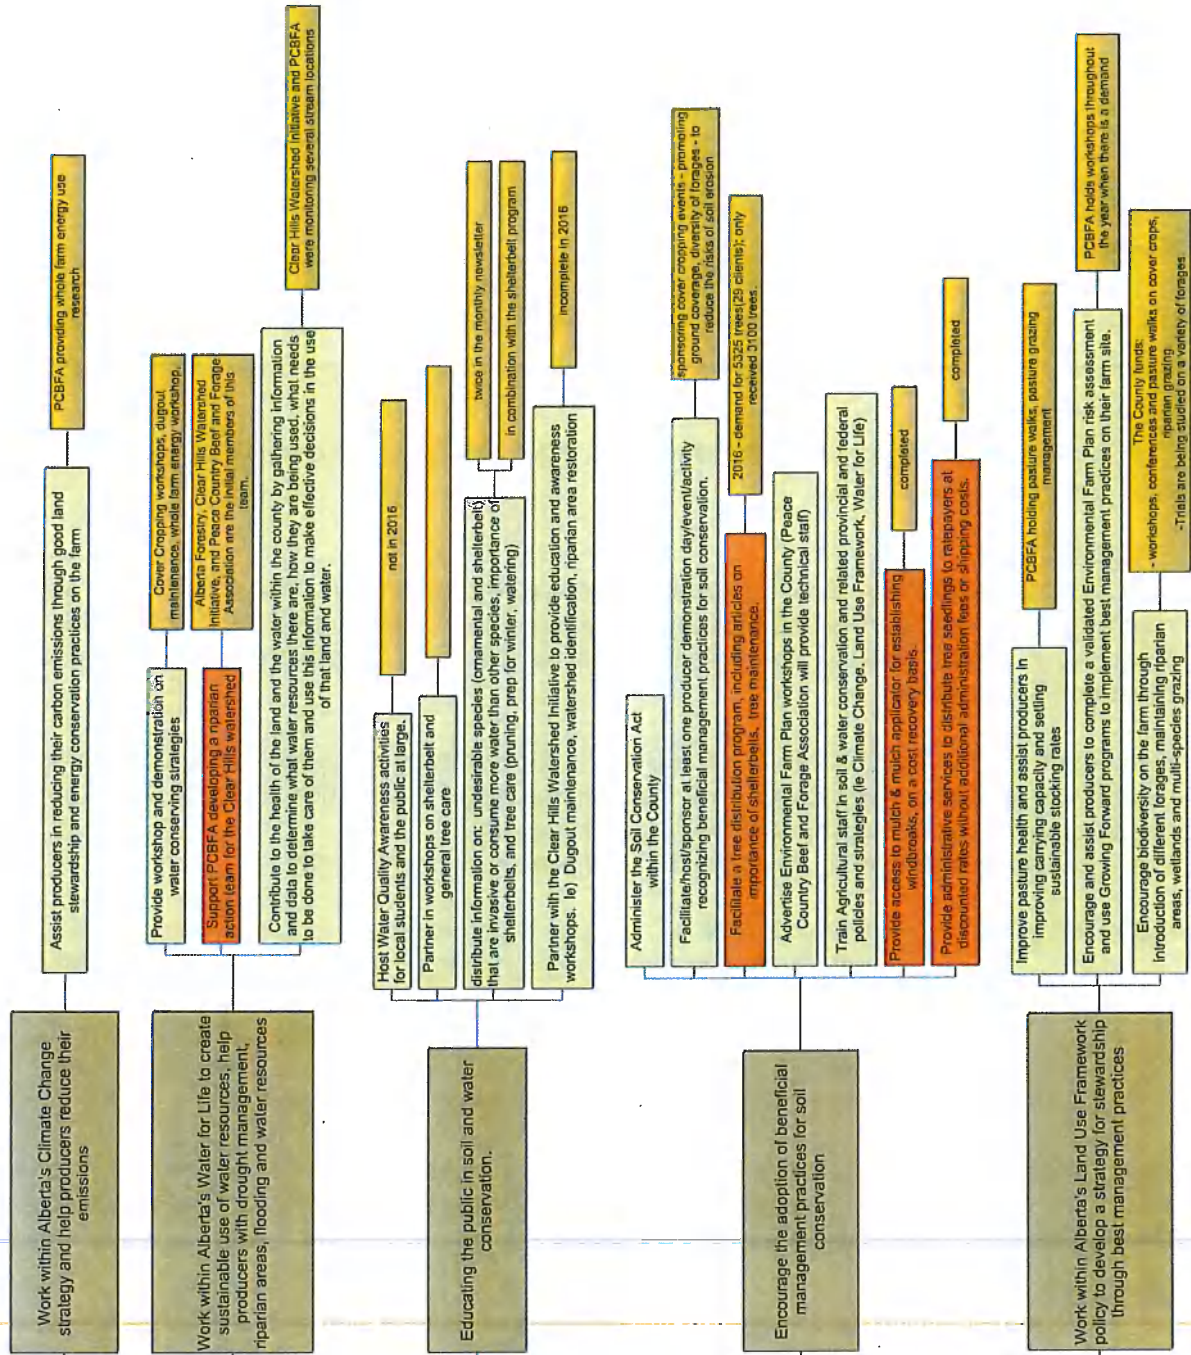 Work within Alberta's Climate Change
strategy and help producers reduce their
emissions
Assist producers in reducing their carbon emissions through good land
stewardship and energy conservation practices on the farm
PCBFA providing whole farm energy use
research
Work within Alberta's Water for Life to create
sustainable use of water resources, help
producers with drought management,
riparian areas, flooding and water resources
Provide workshop and demonstration on
water conserving strategies
Cover Cropping workshops, dugout
maintenance, whole farm energy workshop,
Support PCBFA developing a riparian
action team for the Clear Hills watershed
Alberta Forestry, Clear Hills Watershed
Initiative, and Peace Country Beef and Forage
Association are the initial members of this
team.
Contribute to the health of the land and the water within the county by gathering information
and data to determine what water resources there are, how they are being used, what needs
to be done to take care of them and use this information to make effective decisions in the use
of that land and water.
Clear Hills Watershed Initiative and PCBFA
were monitoring several stream locations
Educating the public in soil and water
conservation.
Host Water Quality Awareness activities
for local students and the public at large.
not in 2016
Partner in workshops on shelterbelt and
general tree care
distribute information on: undesirable species (ornamental and shelterbelt)
that are invasive or consume more water than other species, importance of
shelterbelts, and tree care (pruning, prep for winter, watering)
twice in the monthly newsletter
in combination with the shelterbelt program
Partner with the Clear Hills Watershed Initiative to provide education and awareness
workshops. Ie) Dugout maintenance, watershed identification, riparian area restoration
incomplete in 2016
Encourage the adoption of beneficial
management practices for soil
conservation
Administer the Soil Conservation Act
within the County
Facilitate/host/sponsor at least one producer demonstration day/event/activity
recognizing beneficial management practices for soil conservation.
sponsoring cover cropping events - promoting
ground coverage, diversity of forages - to
reduce the risks of soil erosion
Facilitate a tree distribution program, including articles on
importance of shelterbelts, tree maintenance.
2016 - demand for 5325 trees(29 clients); only
received 3100 trees.
Advertise Environmental Farm Plan workshops in the County (Peace
Country Beef and Forage Association will provide technical staff)
Train Agricultural staff in soil & water conservation and related provincial and federal
policies and strategies (ie Climate Change, Land Use Framework, Water for Life)
Provide access to mulch & mulch applicator for establishing
windbreaks, on a cost recovery basis.
completed
Provide administrative services to distribute tree seedlings to ratepayers at
discounted rates without additional administration fees or shipping costs.
completed
Work within Alberta's Land Use Framework
policy to develop a strategy for stewardship
through best management practices
Improve pasture health and assist producers in
improving carrying capacity and setting
sustainable stocking rates
PCBFA holding pasture walks, pasture grazing
management
Encourage and assist producers to complete a validated Environmental Farm Plan risk assessment
and use Growing Forward programs to implement best management practices on their farm site.
PCBFA holds workshops throughout
the year when there is a demand
Encourage biodiversity on the farm through
introduction of different forages, maintaining riparian
areas, wetlands and multi-species grazing
The County funds:
- workshops, conferences and pasture walks on cover crops,
riparian grazing
-Trials are being studied on a variety of forages